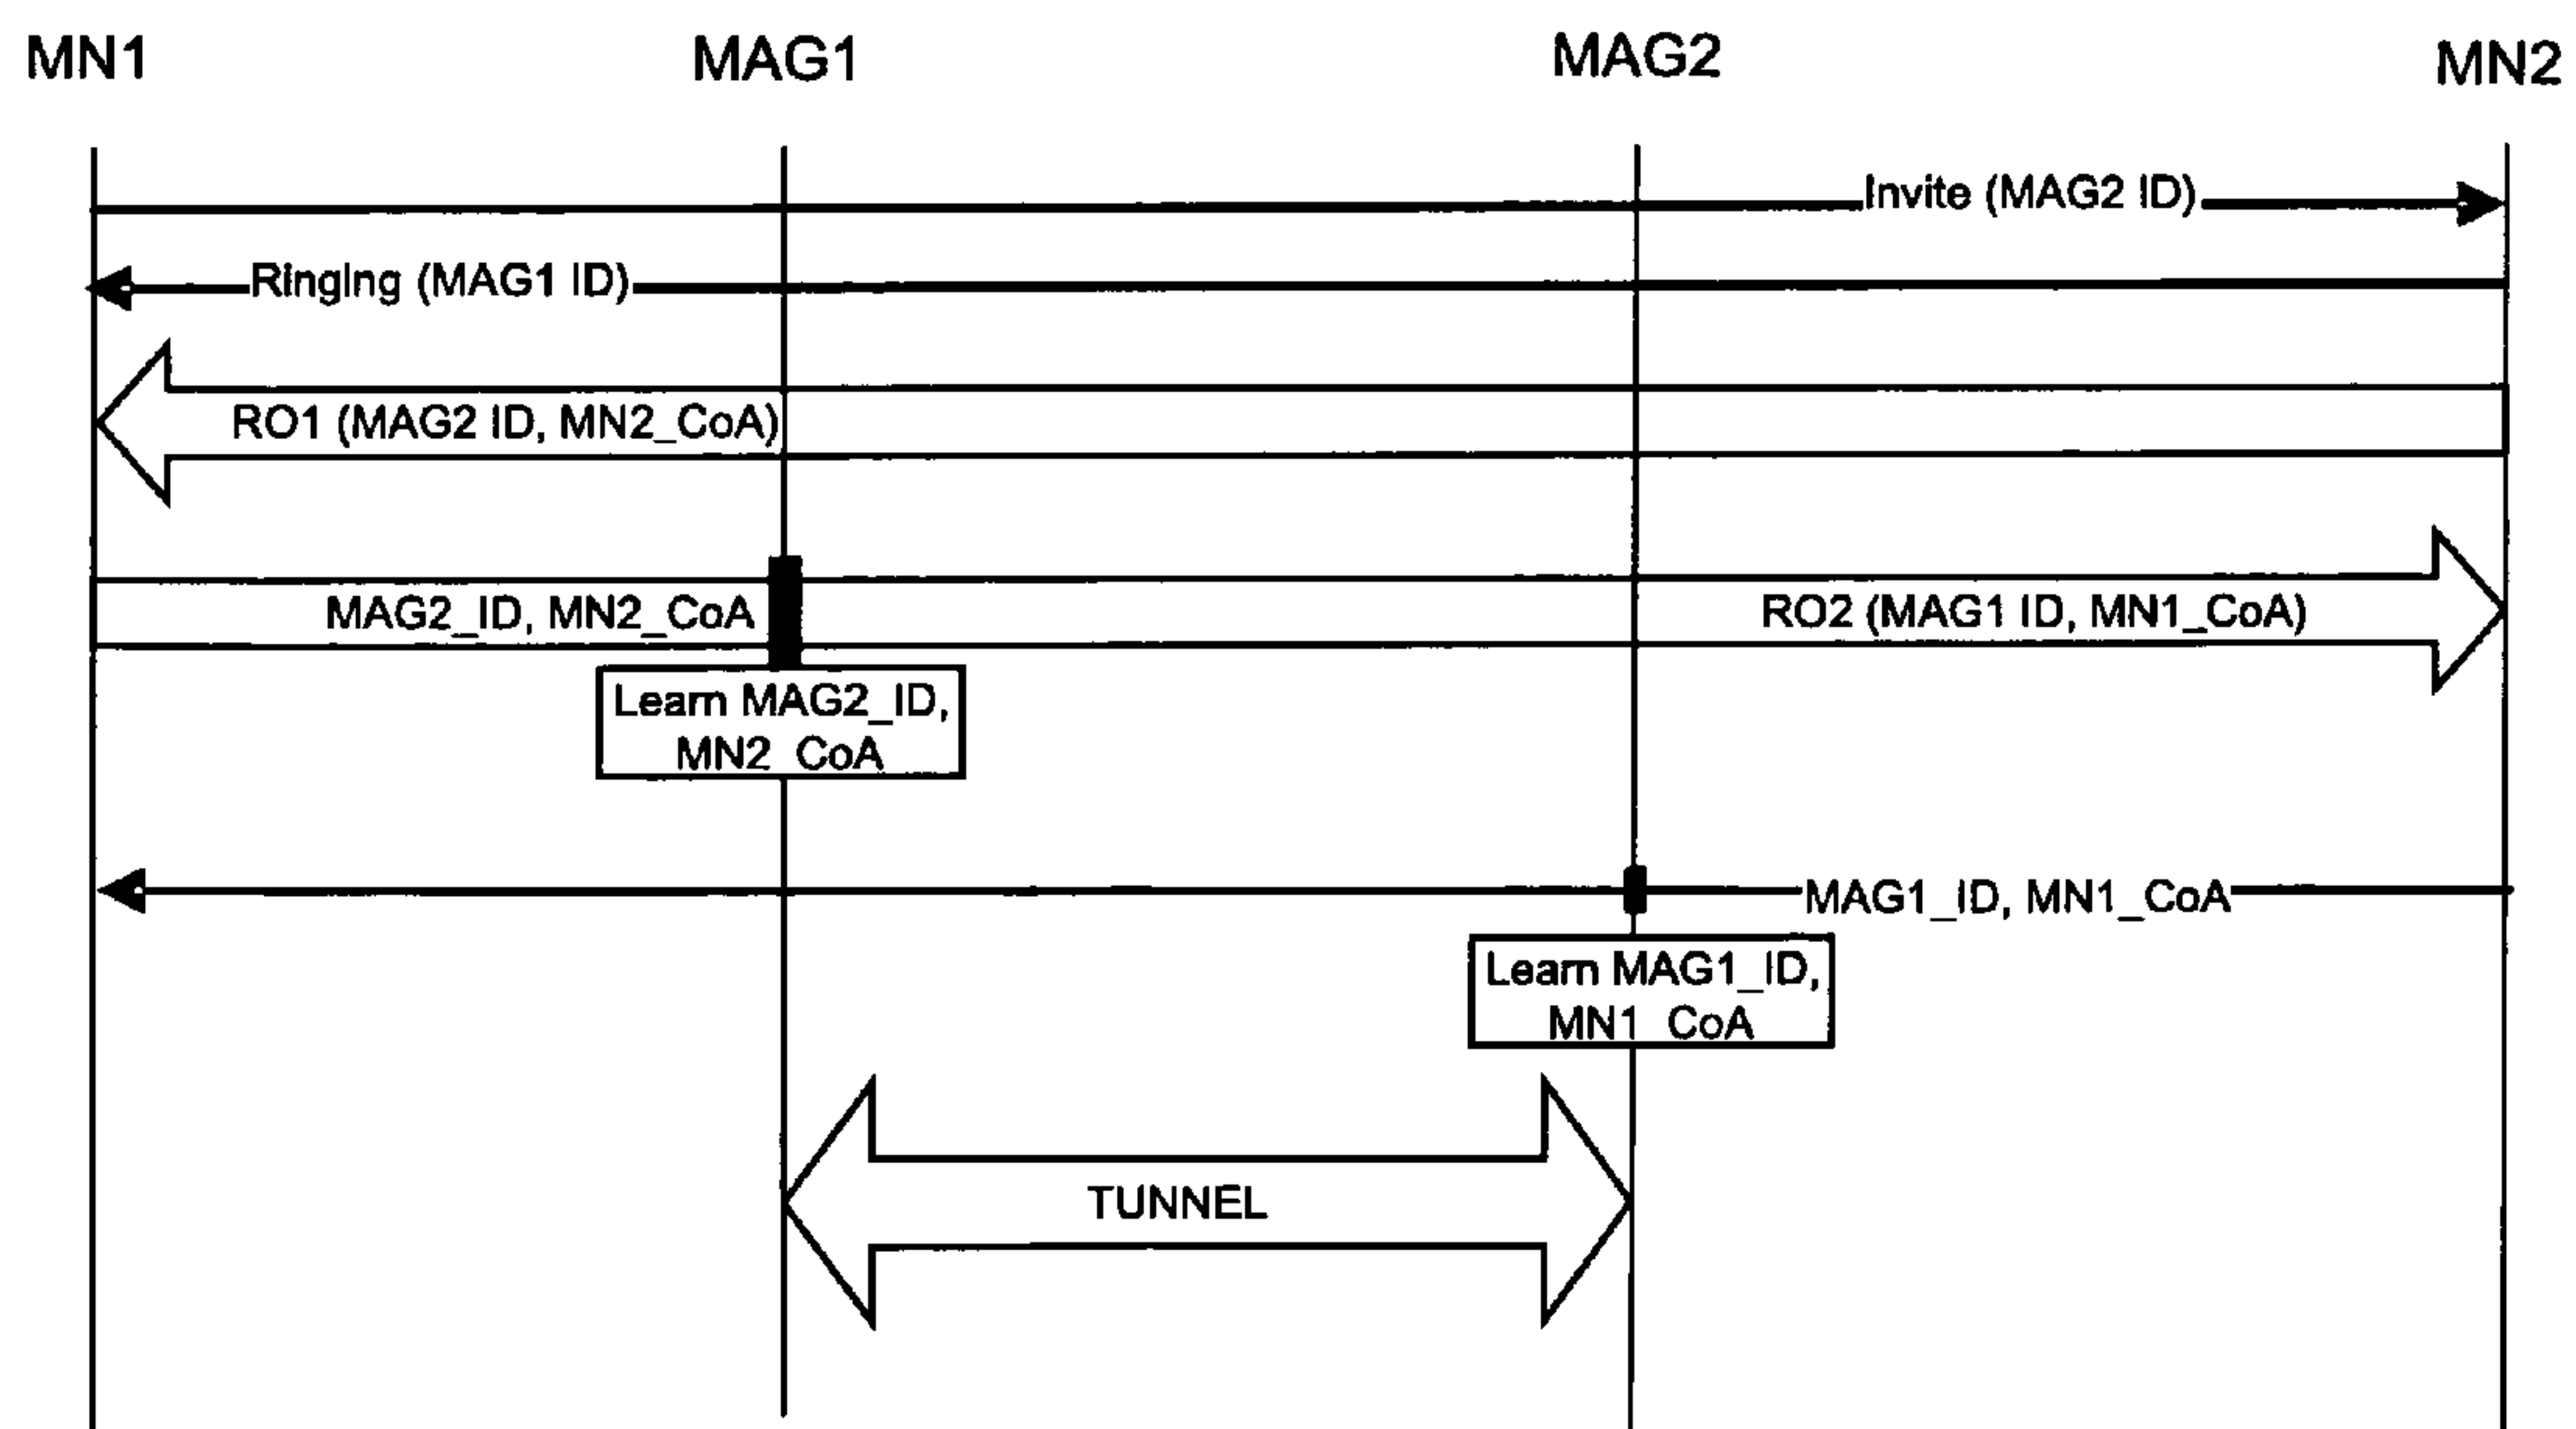 MN1 MAG1 MAG2 MN2
Invite (MAG2 ID)
Ringing (MAG1 ID)
RO1 (MAG2 ID, MN2_CoA)
MAG2_ID, MN2_CoA
RO2 (MAG1 ID, MN1_CoA)
Learn MAG2_ID,
MN2_CoA
MAG1_ID, MN1_CoA
Learn MAG1_ID,
MN1_CoA
TUNNEL